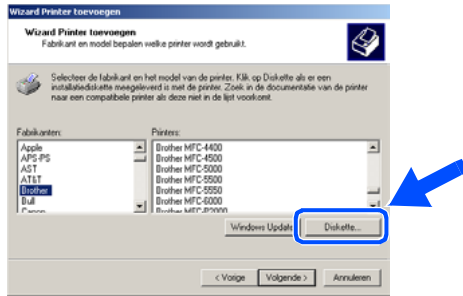 Wizard Printer toevoegen
Wizard Printer toevoegen
Fabrikant en model bepalen welke printer wordt gebruikt.
Selecteer de fabrikant en het model van de printer. Klik op Diskette als er een
installatiediskette meegeleverd is met de printer. Zoek in de documentatie van de printer
naar een compatibele printer als deze niet in de lijst voorkomt.
Fabrikanten:
Apple
APS-PS
AST
AT&T
Brother
Bull
Canon
Printers:
Brother MFC-4400
Brother MFC-4500
Brother MFC-5000
Brother MFC-5500
Brother MFC-5550
Brother MFC-6000
Brother MFC-P2000
Windows Update
Diskette...
< Vorige
Volgende >
Annuleren